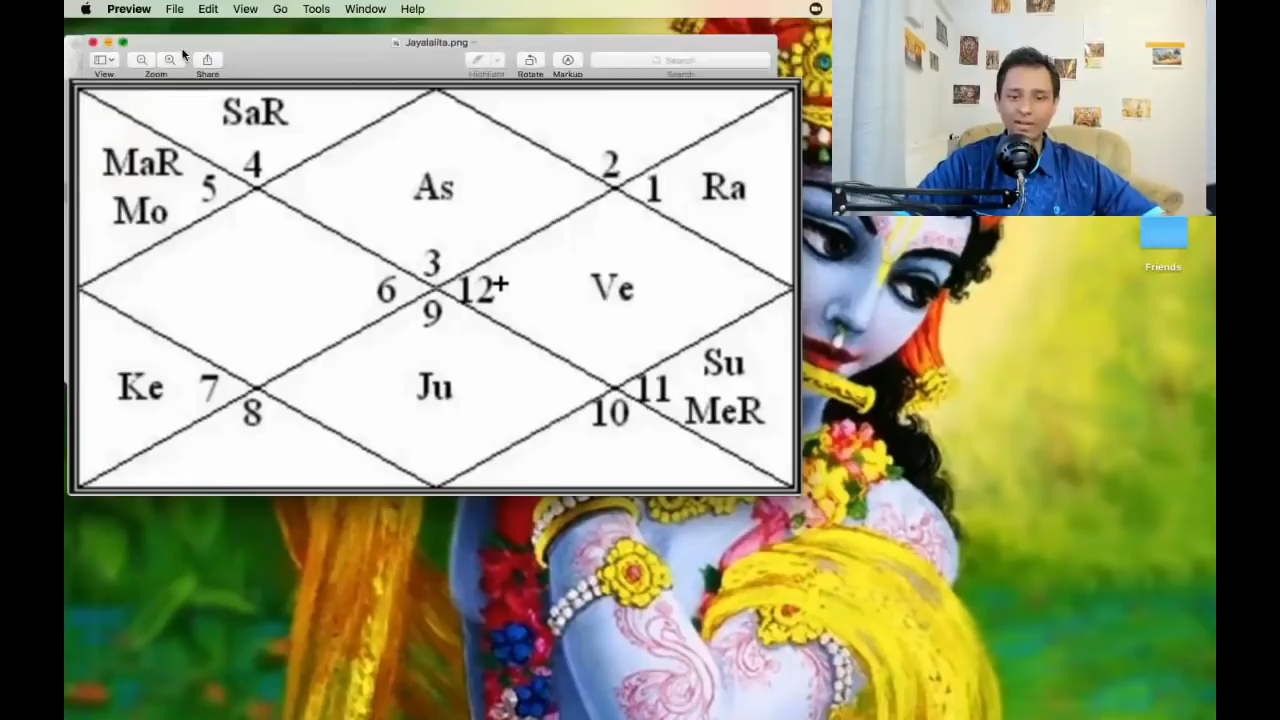 Preview File Edit View Go Tools Window Help
Jayalalita.png
View Zoom Share Highlight Rotate Markup Search
Search
SaR
MaR 4 As 2 Ra
5 1
Mo
3
6 12+ Ve
9
Su
Ke 7 Ju 11
8 10 MeR
Friends